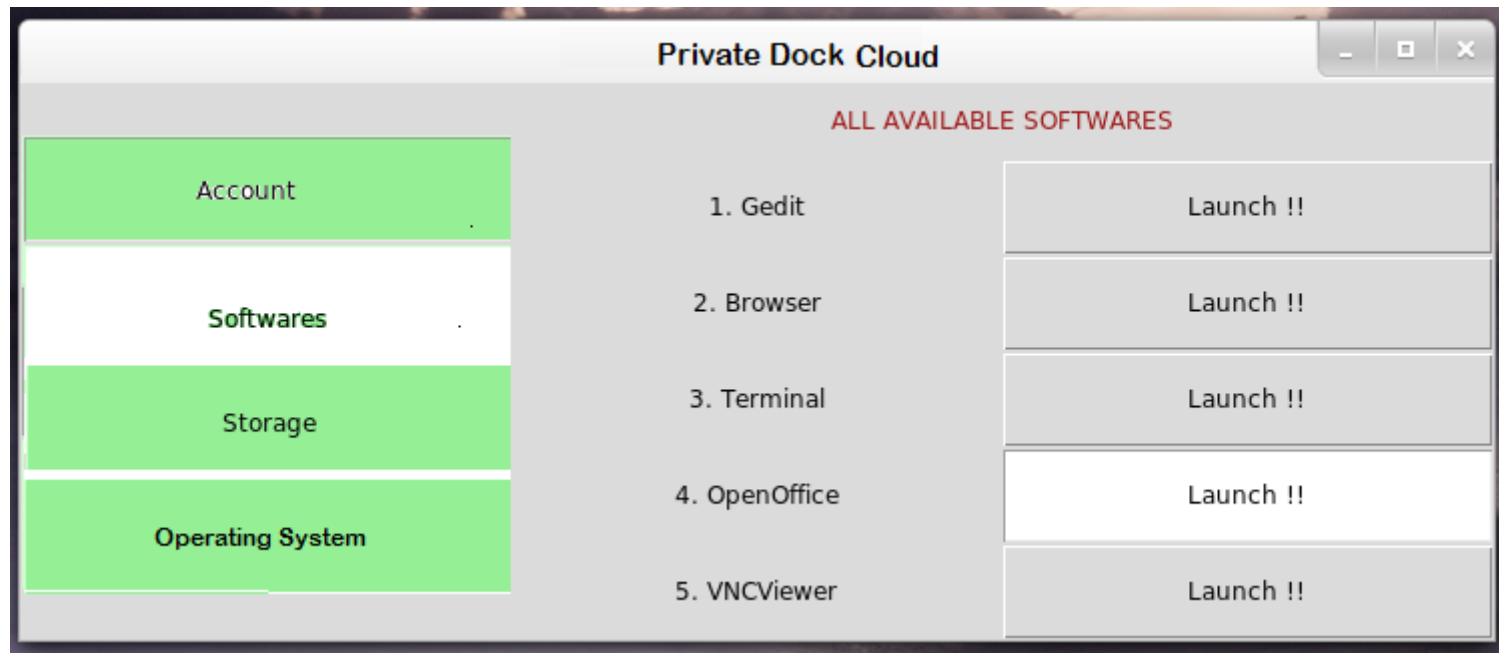 Private Dock Cloud
ALL AVAILABLE SOFTWARES
Account
Softwares
Storage
Operating System
1. Gedit Launch !!
2. Browser Launch !!
3. Terminal Launch !!
4. OpenOffice Launch !!
5. VNCViewer Launch !!